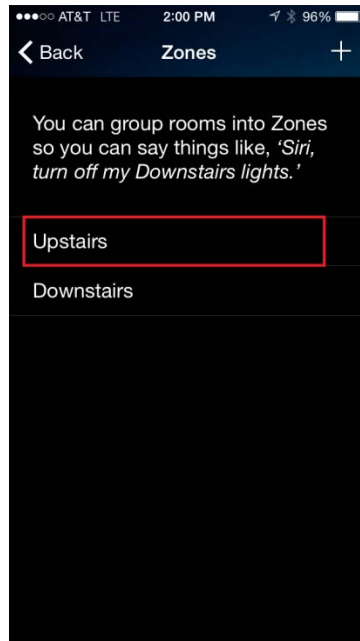 AT&T LTE 2:00 PM 96%
Back Zones +
You can group rooms into Zones
so you can say things like, ‘Siri,
turn off my Downstairs lights.’
Upstairs
Downstairs